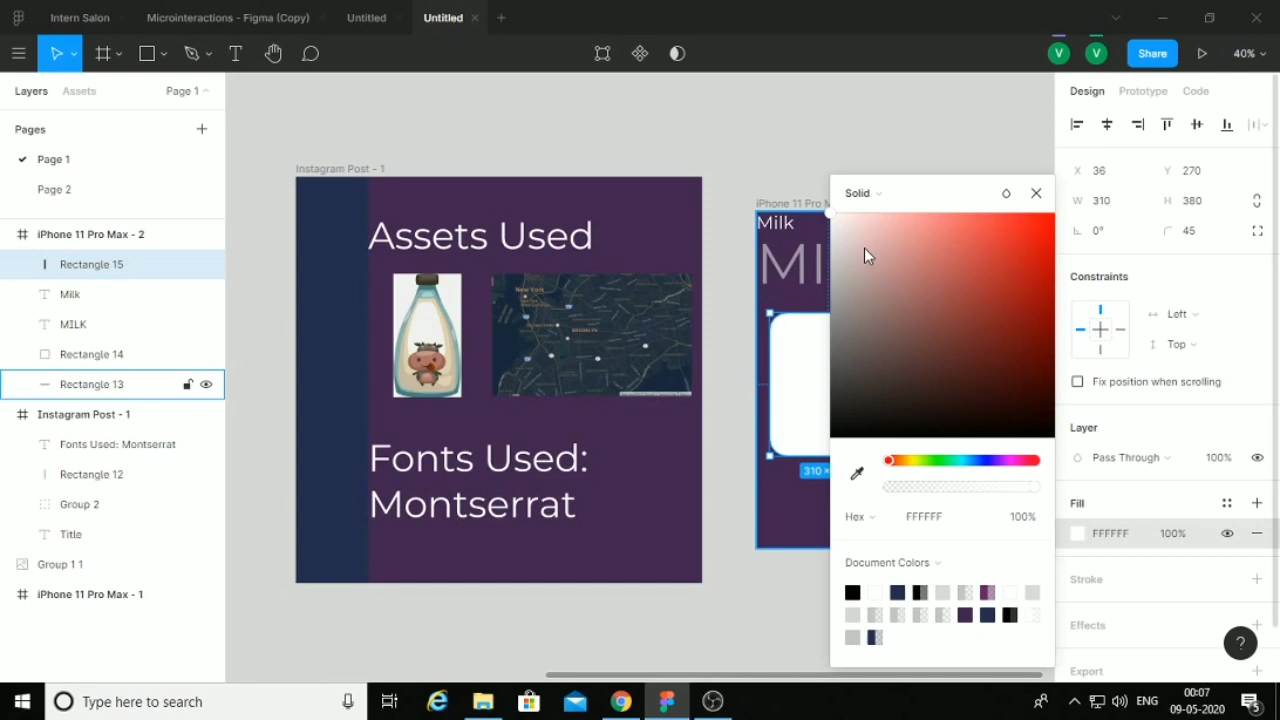 Intern Salon
Microinteractions - Figma (Copy)
Untitled
Untitled
V
V
Share
40%
Layers
Assets
Page 1
Pages
Page 1
Page 2
iPhone 11 Pro Max - 2
Rectangle 15
Milk
MILK
Rectangle 14
Rectangle 13
Instagram Post - 1
Fonts Used: Montserrat
Rectangle 12
Group 2
Title
Group 1 1
iPhone 11 Pro Max - 1
Instagram Post - 1
Assets Used
New York
BROOKLYN
Fonts Used:
Montserrat
iPhone 11 Pro M
Milk
MI
310 ×
Solid
Hex
FFFFFF
100%
Document Colors
Design
Prototype
Code
X 36
Y 270
W 310
H 380
0°
45
Constraints
Left
Top
Fix position when scrolling
Layer
Pass Through
100%
Fill
FFFFFF
100%
Stroke
Effects
Export
?
Type here to search
ENG
00:07
09-05-2020
5